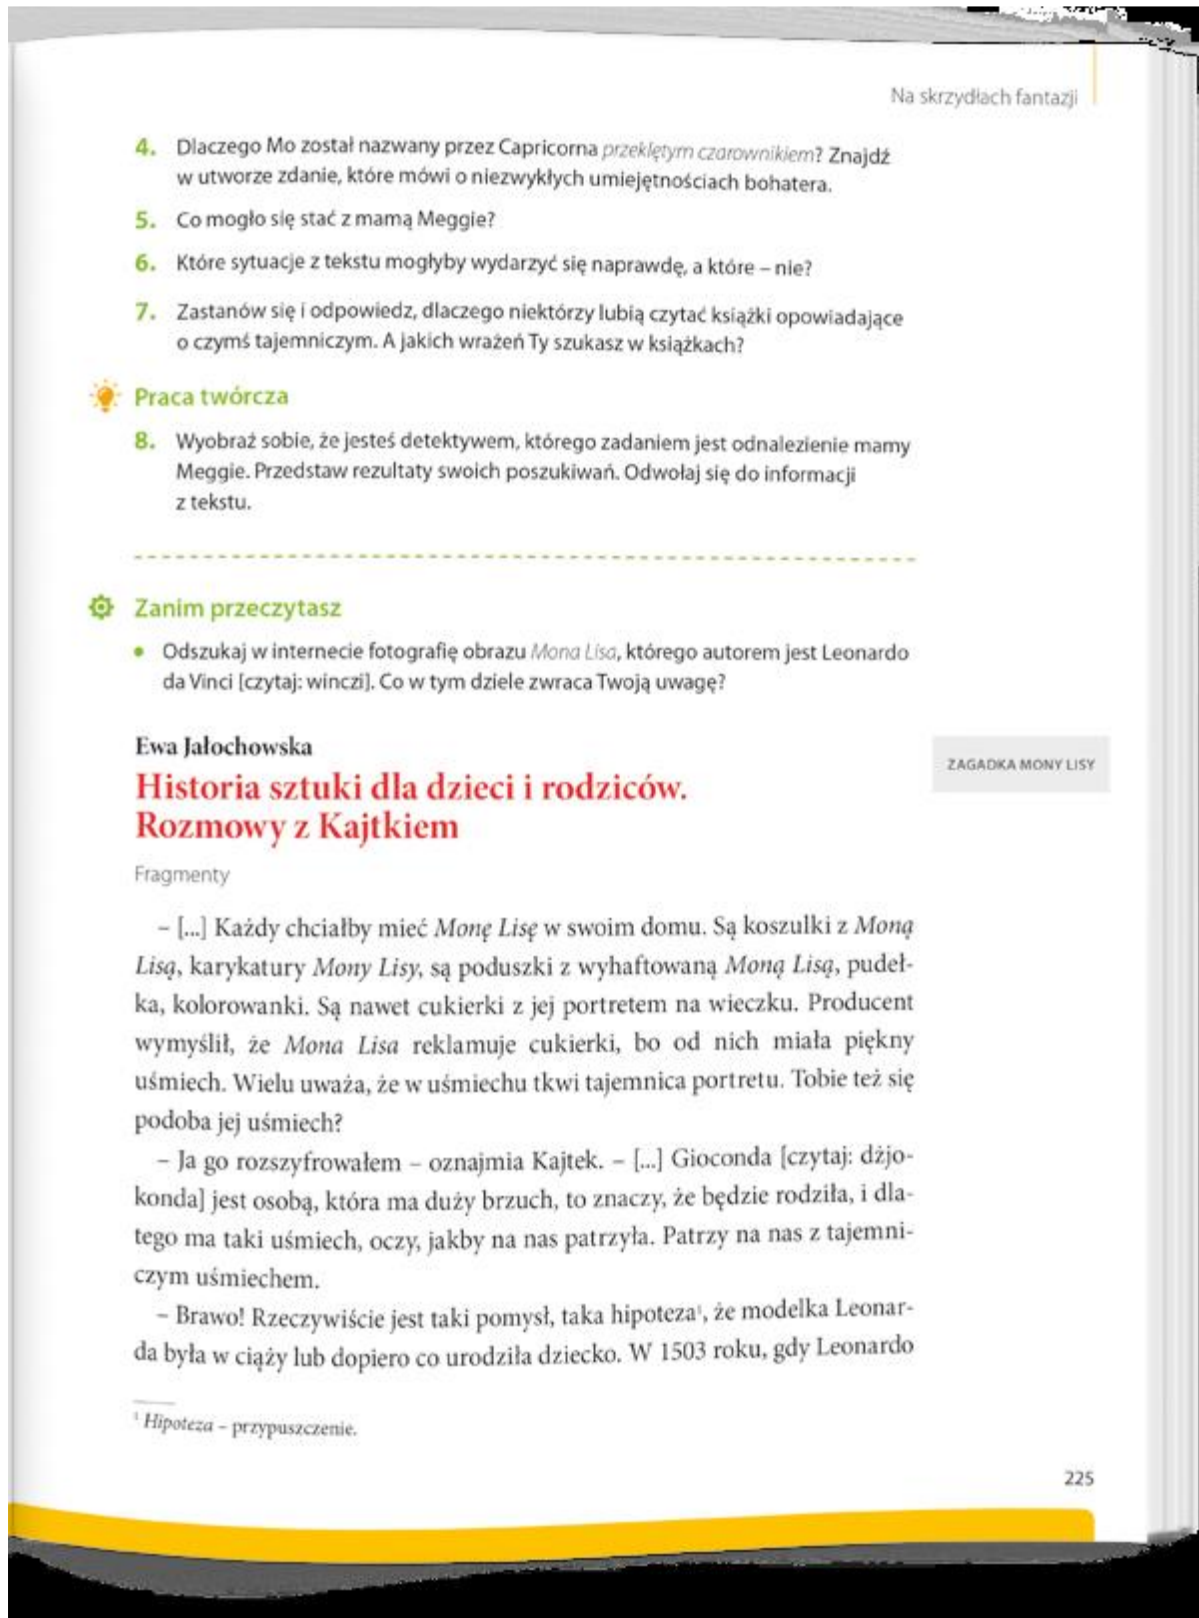 Na skrzydłach fantazji
4. Dlaczego Mo został nazwany przez Capricorna przeklętym czarownikiem? Znajdź
w utworze zdanie, które mówi o niezwykłych umiejętnościach bohatera.
5. Co mogło się stać z mamą Meggie?
6. Które sytuacje z tekstu mogłyby wydarzyć się naprawdę, a które – nie?
7. Zastanów się i odpowiedz, dlaczego niektórzy lubią czytać książki opowiadające
o czymś tajemniczym. A jakich wrażeń Ty szukasz w książkach?
Praca twórcza
8. Wyobraź sobie, że jesteś detektywem, którego zadaniem jest odnalezienie mamy
Meggie. Przedstaw rezultaty swoich poszukiwań. Odwołaj się do informacji
z tekstu.
Zanim przeczytasz
• Odszukaj w internecie fotografię obrazu Mona Lisa, którego autorem jest Leonardo
da Vinci [czytaj: winczi]. Co w tym dziele zwraca Twoją uwagę?
Ewa Jałochowska
Historia sztuki dla dzieci i rodziców.
Rozmowy z Kajtkiem
ZAGADKA MONY LISY
Fragmenty
– [...] Każdy chciałby mieć Monę Lisę w swoim domu. Są koszulki z Moną
Lisą, karykatury Mony Lisy, są poduszki z wyhaftowaną Moną Lisą, pudeł-
ka, kolorowanki. Są nawet cukierki z jej portretem na wieczku. Producent
wymyślił, że Mona Lisa reklamuje cukierki, bo od nich miała piękny
uśmiech. Wielu uważa, że w uśmiechu tkwi tajemnica portretu. Tobie też się
podoba jej uśmiech?
– Ja go rozszyfrowałem – oznajmia Kajtek. – [...] Gioconda [czytaj: dżjo-
konda] jest osobą, która ma duży brzuch, to znaczy, że będzie rodziła, i dla-
tego ma taki uśmiech, oczy, jakby na nas patrzyła. Patrzy na nas z tajemni-
czym uśmiechem.
– Brawo! Rzeczywiście jest taki pomysł, taka hipoteza¹, że modelka Leonar-
da była w ciąży lub dopiero co urodziła dziecko. W 1503 roku, gdy Leonardo
¹ Hipoteza – przypuszczenie.
225